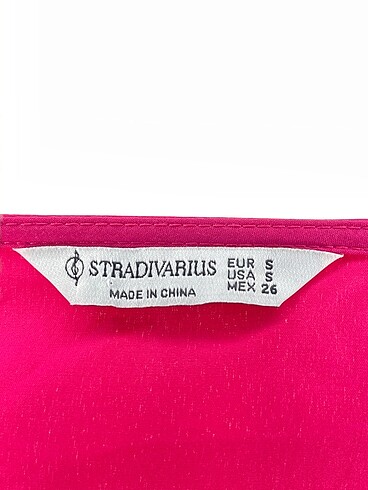 STRADIVARIUS
MADE IN CHINA
EUR S
USA S
MEX 26